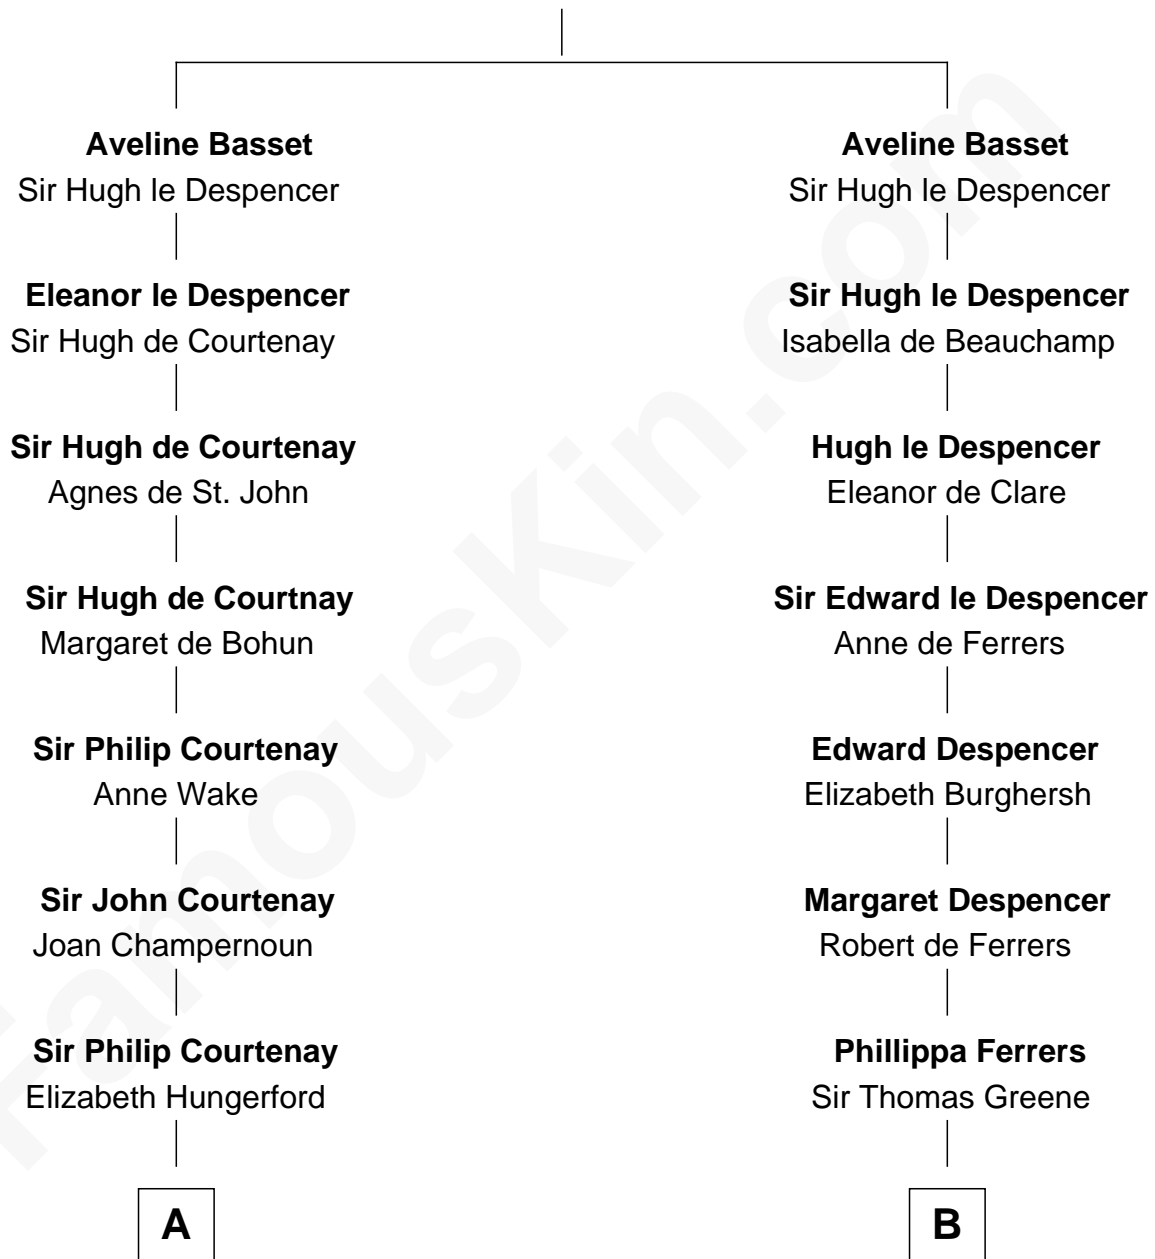 Aveline Basset
Sir Hugh le Despencer
Eleanor le Despencer
Sir Hugh de Courtenay
Sir Hugh de Courtenay
Agnes de St. John
Sir Hugh de Courtnay
Margaret de Bohun
Sir Philip Courtenay
Anne Wake
Sir John Courtenay
Joan Champernoun
Sir Philip Courtenay
Elizabeth Hungerford
A
Aveline Basset
Sir Hugh le Despencer
Sir Hugh le Despencer
Isabella de Beauchamp
Hugh le Despencer
Eleanor de Clare
Sir Edward le Despencer
Anne de Ferrers
Edward Despencer
Elizabeth Burghersh
Margaret Despencer
Robert de Ferrers
Phillippa Ferrers
Sir Thomas Greene
B
FamousKin.com